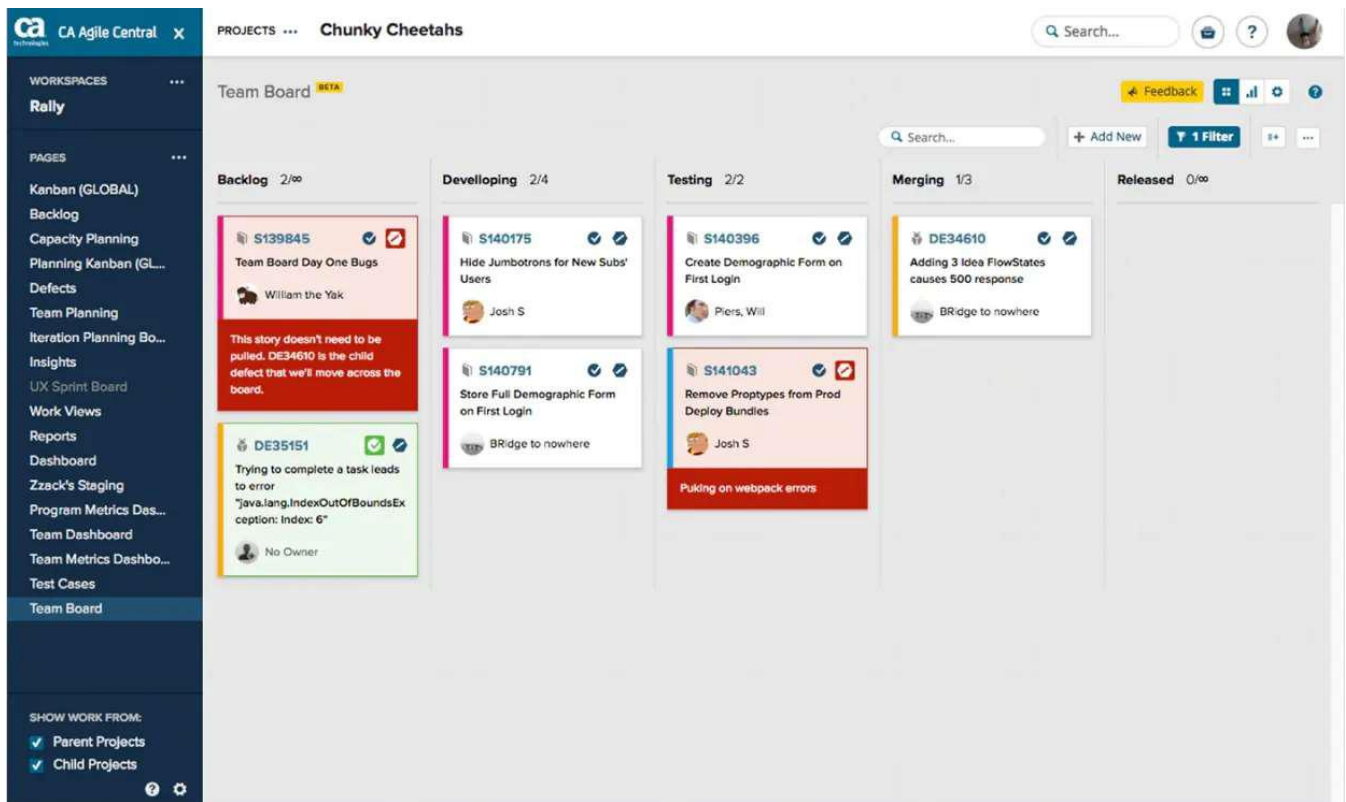 ca
technologies
CA Agile Central X
PROJECTS ...
Chunky Cheetahs
Search...
?
WORKSPACES ...
Rally
PAGES ...
Kanban (GLOBAL)
Backlog
Capacity Planning
Planning Kanban (GL...
Defects
Team Planning
Iteration Planning Bo...
Insights
UX Sprint Board
Work Views
Reports
Dashboard
Zzack's Staging
Program Metrics Das...
Team Dashboard
Team Metrics Dashbo...
Test Cases
Team Board
SHOW WORK FROM:
Parent Projects
Child Projects
?
Team Board BETA
Feedback
?
Search...
+ Add New
1 Filter
...
Backlog 2/∞
S139845
Team Board Day One Bugs
William the Yak
This story doesn't need to be
pulled. DE34610 is the child
defect that we'll move across the
board.
DE35151
Trying to complete a task leads
to error
"java.lang.IndexOutOfBoundsEx
ception: Index: 6"
No Owner
Develloping 2/4
S140175
Hide Jumbotrons for New Subs'
Users
Josh S
S140791
Store Full Demographic Form
on First Login
BRidge to nowhere
Testing 2/2
S140396
Create Demographic Form on
First Login
Piers, Will
S141043
Remove Proptypes from Prod
Deploy Bundles
Josh S
Puking on webpack errors
Merging 1/3
DE34610
Adding 3 Idea FlowStates
causes 500 response
BRidge to nowhere
Released 0/∞